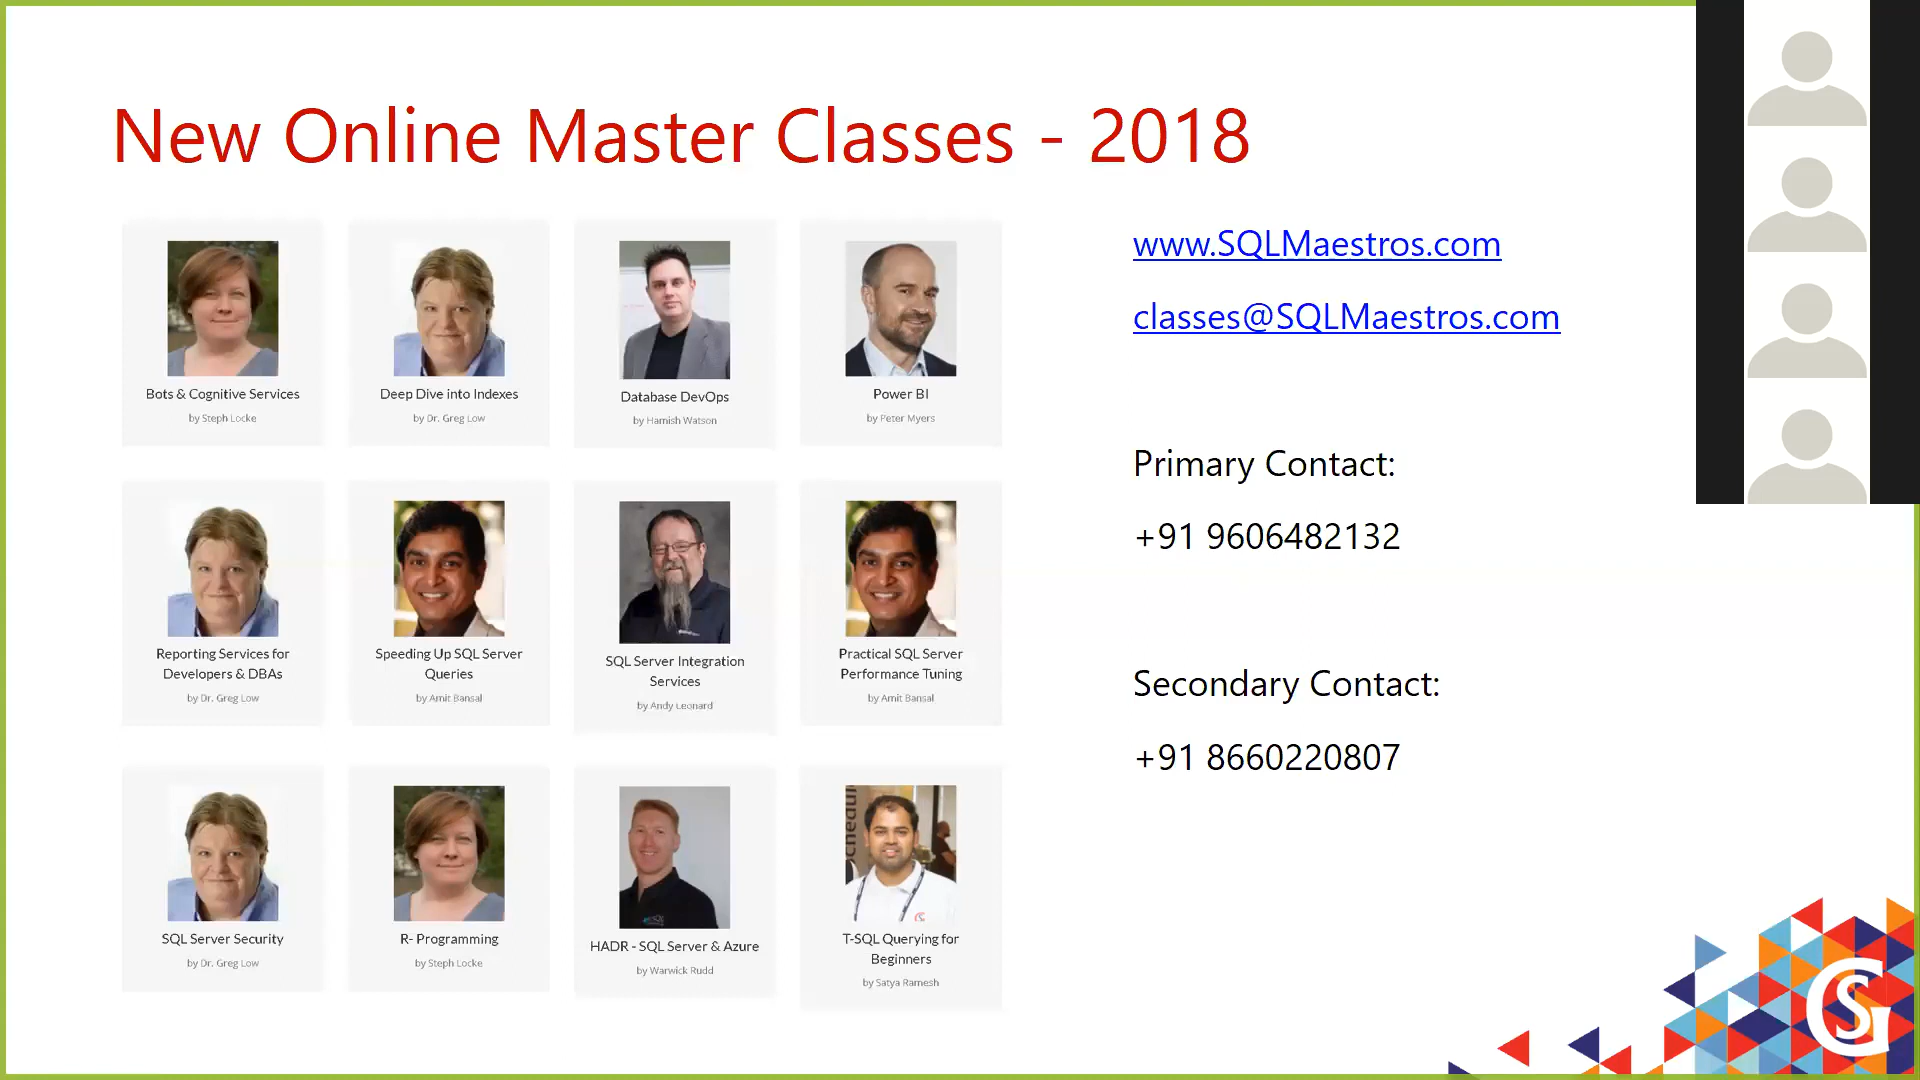 New Online Master Classes - 2018
Bots & Cognitive Services
by Steph Locke
Deep Dive into Indexes
by Dr. Greg Low
Database DevOps
by Hamish Watson
Power BI
by Peter Myers
Reporting Services for
Developers & DBAs
by Dr. Greg Low
Speeding Up SQL Server
Queries
by Amit Bansal
SQL Server Integration
Services
by Andy Leonard
Practical SQL Server
Performance Tuning
by Amit Bansal
SQL Server Security
by Dr. Greg Low
R- Programming
by Steph Locke
HADR - SQL Server & Azure
by Warwick Rudd
T-SQL Querying for
Beginners
by Satya Ramesh
www.SQLMaestros.com
classes@SQLMaestros.com
Primary Contact:
+91 9606482132
Secondary Contact:
+91 8660220807